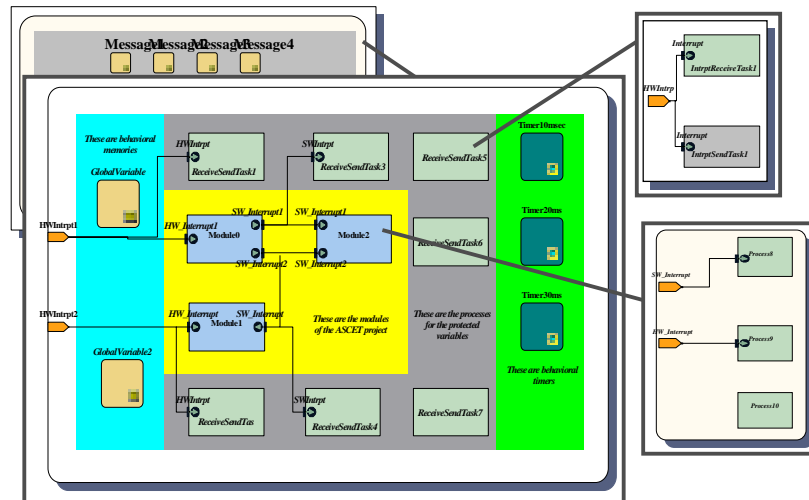 Message1 Message2 Message3 Message4
These are behavioral
memories
GlobalVariable
HWIntrpt
ReceiveSendTask1
SWIntrpt
ReceiveSendTask3
ReceiveSendTask5
Timer10msec
HWIntrpt1
HW_Interrupt1
Module0
SW_Interrupt1
SW_Interrupt2
SW_Interrupt1
SW_Interrupt2
Module2
ReceiveSendTask6
Timer20ms
HWIntrpt2
HW_Interrupt
SW_Interrupt
Module1
These are the modules
of the ASCET project
These are the processes
for the protected
variables
Timer30ms
These are behavioral
timers
GlobalVariable2
HWIntrpt
ReceiveSendTas
SWIntrpt
ReceiveSendTask4
ReceiveSendTask7
Interrupt
IntrptReceiveTask1
HWIntrp
Interrupt
IntrptSendTask1
Process8
SW_Interrupt
HW_Interrupt
Process9
Process10